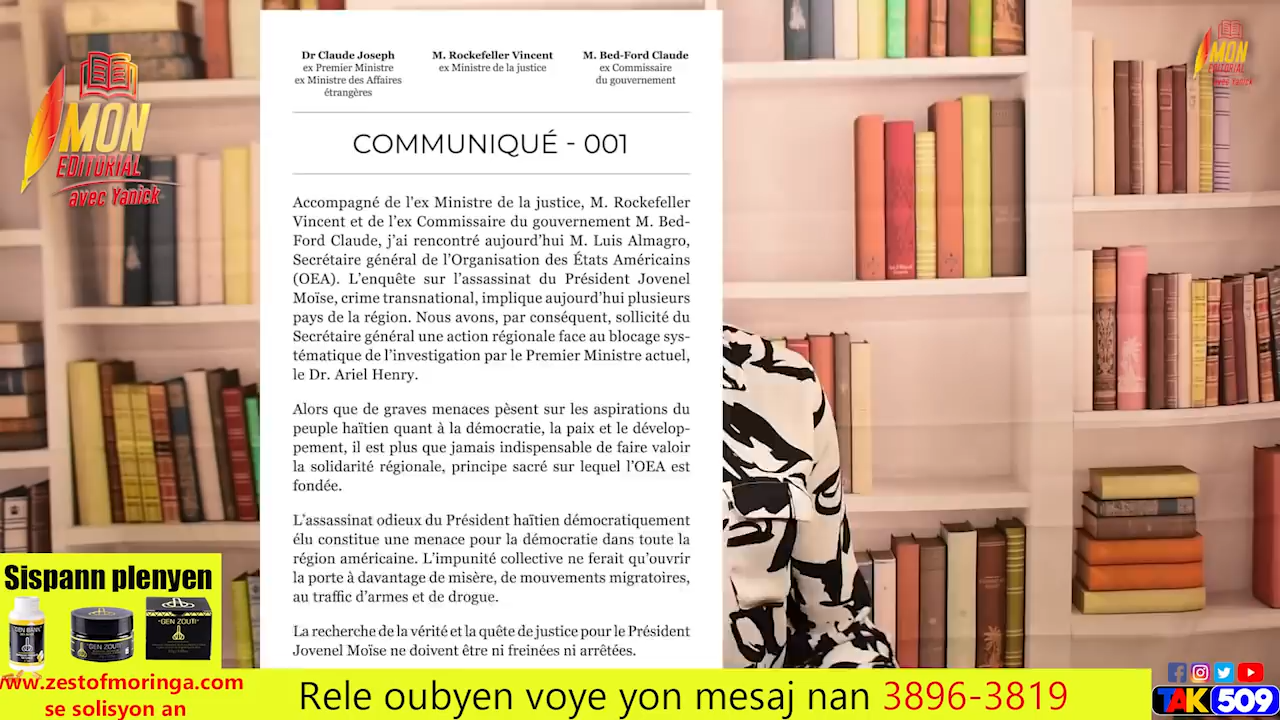 MON
EDITORIAL
avec Yanick
MON
EDITORIAL
avec Yanick
Dr Claude Joseph
ex Premier Ministre
ex Ministre des Affaires
étrangères
M. Rockefeller Vincent
ex Ministre de la justice
M. Bed-Ford Claude
ex Commissaire
du gouvernement
COMMUNIQUÉ - 001
Accompagné de l'ex Ministre de la justice, M. Rockefeller
Vincent et de l'ex Commissaire du gouvernement M. Bed-
Ford Claude, j'ai rencontré aujourd'hui M. Luis Almagro,
Secrétaire général de l'Organisation des États Américains
(OEA). L'enquête sur l'assassinat du Président Jovenel
Moïse, crime transnational, implique aujourd'hui plusieurs
pays de la région. Nous avons, par conséquent, sollicité du
Secrétaire général une action régionale face au blocage sys-
tématique de l'investigation par le Premier Ministre actuel,
le Dr. Ariel Henry.
Alors que de graves menaces pèsent sur les aspirations du
peuple haïtien quant à la démocratie, la paix et le dévelop-
pement, il est plus que jamais indispensable de faire valoir
la solidarité régionale, principe sacré sur lequel l'OEA est
fondée.
L'assassinat odieux du Président haïtien démocratiquement
élu constitue une menace pour la démocratie dans toute la
région américaine. L'impunité collective ne ferait qu'ouvrir
la porte à davantage de misère, de mouvements migratoires,
au traffic d'armes et de drogue.
La recherche de la vérité et la quête de justice pour le Président
Jovenel Moïse ne doivent être ni freinées ni arrêtées.
Sispann plenyen
"GEN ZOUTI"
"GEN ZOUTI"
www.zestofmoringa.com
se solisyon an
Rele oubyen voye yon mesaj nan 3896-3819
TAK 509